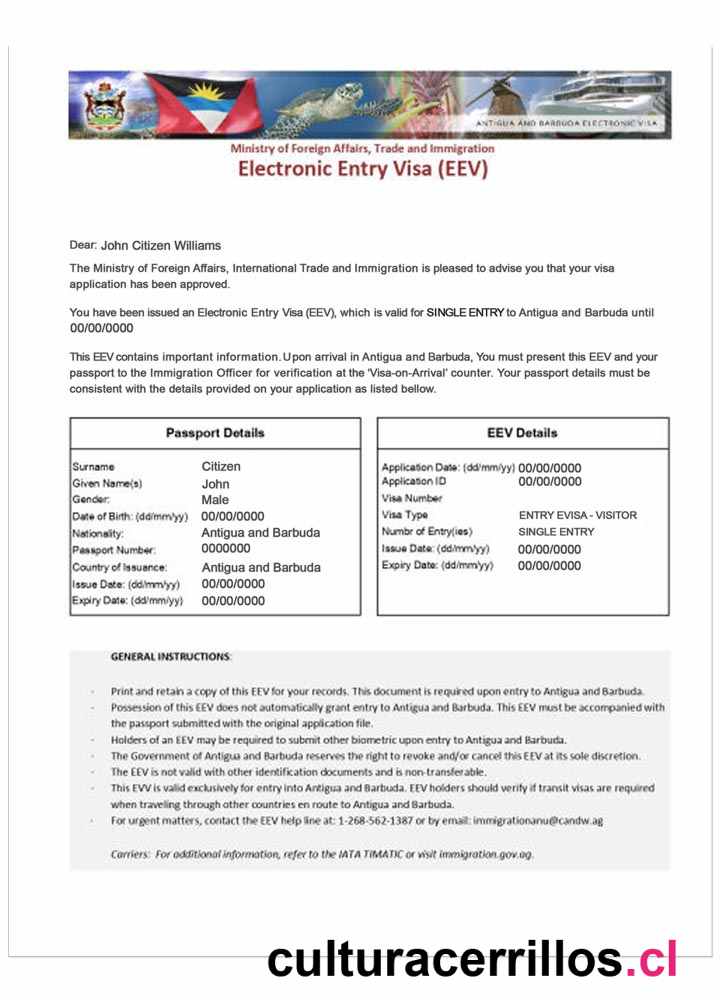 ANTIGUA AND BARBUDA ELECTRONIC VISA
Ministry of Foreign Affairs, Trade and Immigration
Electronic Entry Visa (EEV)
Dear: John Citizen Williams
The Ministry of Foreign Affairs, International Trade and Immigration is pleased to advise you that your visa
application has been approved.
You have been issued an Electronic Entry Visa (EEV), which is valid for SINGLE ENTRY to Antigua and Barbuda until
00/00/0000
This EEV contains important information. Upon arrival in Antigua and Barbuda, You must present this EEV and your
passport to the Immigration Officer for verification at the 'Visa-on-Arrival' counter. Your passport details must be
consistent with the details provided on your application as listed bellow.
Passport Details
Surname Citizen
Given Name(s) John
Gender: Male
Date of Birth: (dd/mm/yy) 00/00/0000
Nationality: Antigua and Barbuda
Passport Number: 0000000
Country of Issuance: Antigua and Barbuda
Issue Date: (dd/mm/yy) 00/00/0000
Expiry Date: (dd/mm/yy) 00/00/0000
EEV Details
Application Date: (dd/mm/yy) 00/00/0000
Application ID 00/00/0000
Visa Number
Visa Type ENTRY EVISA - VISITOR
Numbr of Entry(ies) SINGLE ENTRY
Issue Date: (dd/mm/yy) 00/00/0000
Expiry Date: (dd/mm/yy) 00/00/0000
GENERAL INSTRUCTIONS:
- Print and retain a copy of this EEV for your records. This document is required upon entry to Antigua and Barbuda.
- Possession of this EEV does not automatically grant entry to Antigua and Barbuda. This EEV must be accompanied with
the passport submitted with the original application file.
- Holders of an EEV may be required to submit other biometric upon entry to Antigua and Barbuda.
- The Government of Antigua and Barbuda reserves the right to revoke and/or cancel this EEV at its sole discretion.
- The EEV is not valid with other identification documents and is non-transferable.
- This EVV is valid exclusively for entry into Antigua and Barbuda. EEV holders should verify if transit visas are required
when traveling through other countries en route to Antigua and Barbuda.
- For urgent matters, contact the EEV help line at: 1-268-562-1387 or by email: immigrationanu@candw.ag
Carriers: For additional information, refer to the IATA TIMATIC or visit immigration.gov.ag.
culturacerrillos.cl